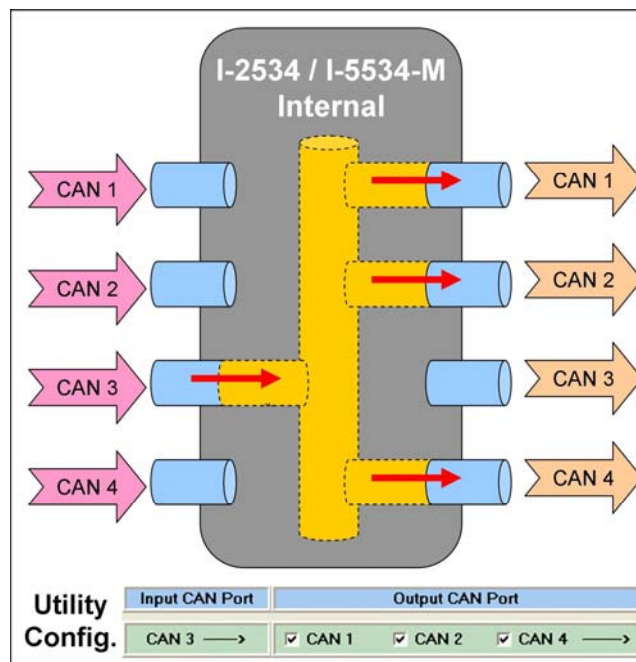 I-2534 / I-5534-M
Internal
CAN 1
CAN 1
CAN 2
CAN 2
CAN 3
CAN 3
CAN 4
CAN 4
Utility
Config.
Input CAN Port
Output CAN Port
CAN 3
CAN 1
CAN 2
CAN 4